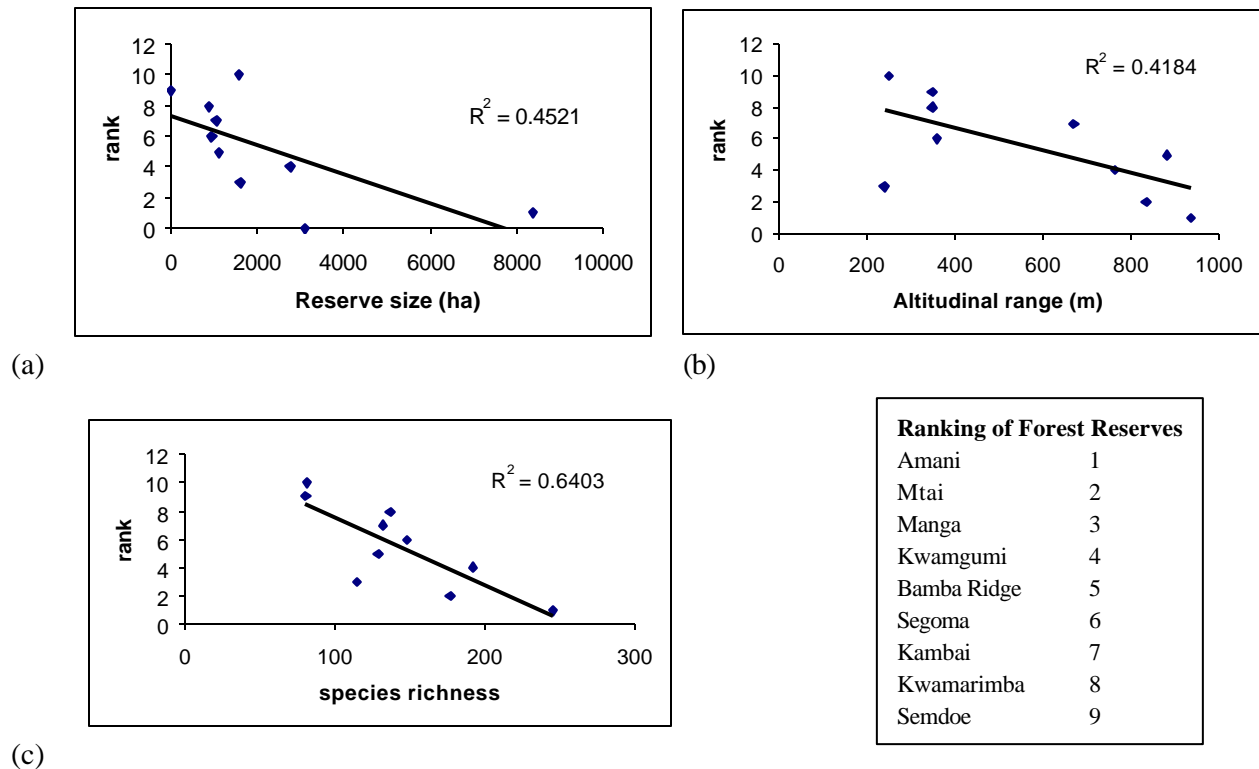 12
10
8
6
4
2
0
rank
R2 = 0.4521
0 2000 4000 6000 8000 10000
Reserve size (ha)
(a)
12
10
8
6
4
2
0
rank
R2 = 0.4184
0 200 400 600 800 1000
Altitudinal range (m)
(b)
12
10
8
6
4
2
0
rank
R2 = 0.6403
0 100 200 300
species richness
(c)
Ranking of Forest Reserves
Amani 1
Mtai 2
Manga 3
Kwamgumi 4
Bamba Ridge 5
Segoma 6
Kambai 7
Kwamarimba 8
Semdoe 9